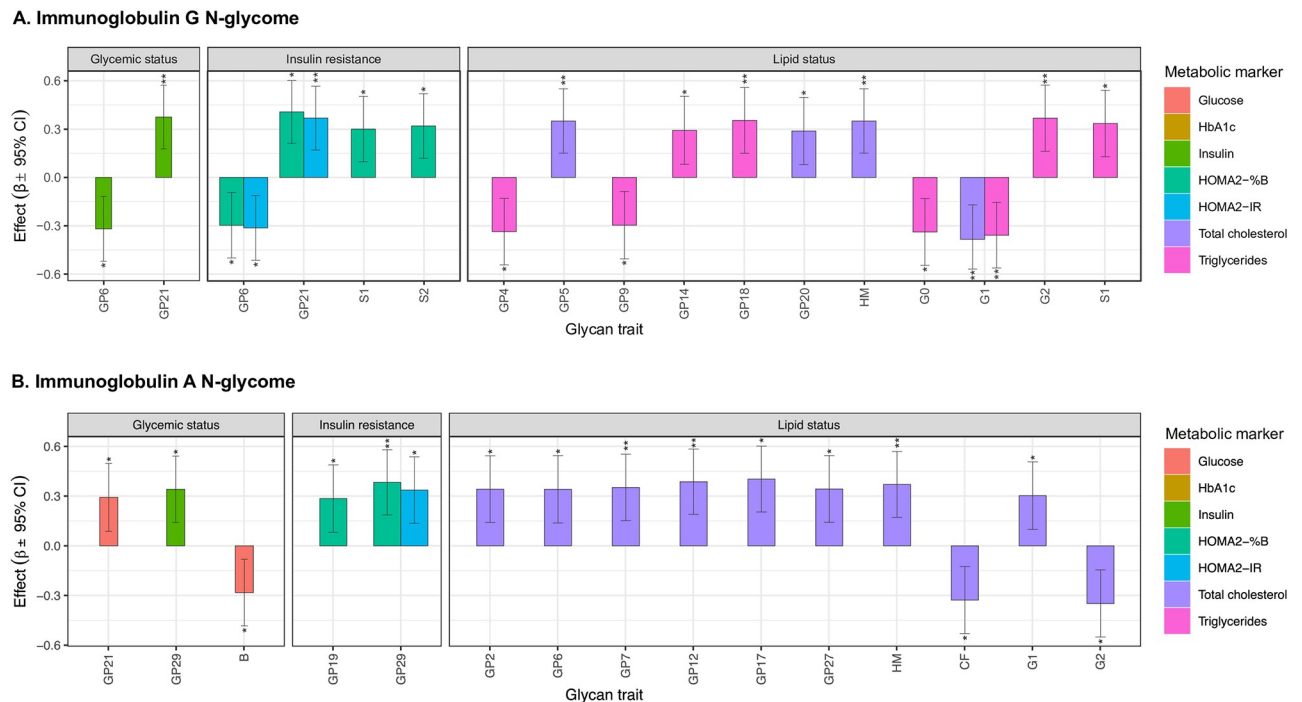 A. Immunoglobulin G N-glycome
Glycemic status
Insulin resistance
Lipid status
Effect (β ± 95% CI)
0.6
0.3
0.0
−0.3
−0.6
*
**
*
*
*
**
*
*
*
**
*
*
**
*
**
*
**
**
**
*
GP6
GP21
GP6
GP21
S1
S2
GP4
GP5
GP9
GP14
GP18
GP20
HM
G0
G1
G2
S1
Glycan trait
Metabolic marker
Glucose
HbA1c
Insulin
HOMA2−%B
HOMA2−IR
Total cholesterol
Triglycerides
B. Immunoglobulin A N-glycome
Glycemic status
Insulin resistance
Lipid status
Effect (β ± 95% CI)
0.6
0.3
0.0
−0.3
−0.6
*
*
*
*
**
*
*
*
**
**
*
*
**
*
*
*
GP21
GP29
B
GP19
GP29
GP2
GP6
GP7
GP12
GP17
GP27
HM
CF
G1
G2
Glycan trait
Metabolic marker
Glucose
HbA1c
Insulin
HOMA2−%B
HOMA2−IR
Total cholesterol
Triglycerides